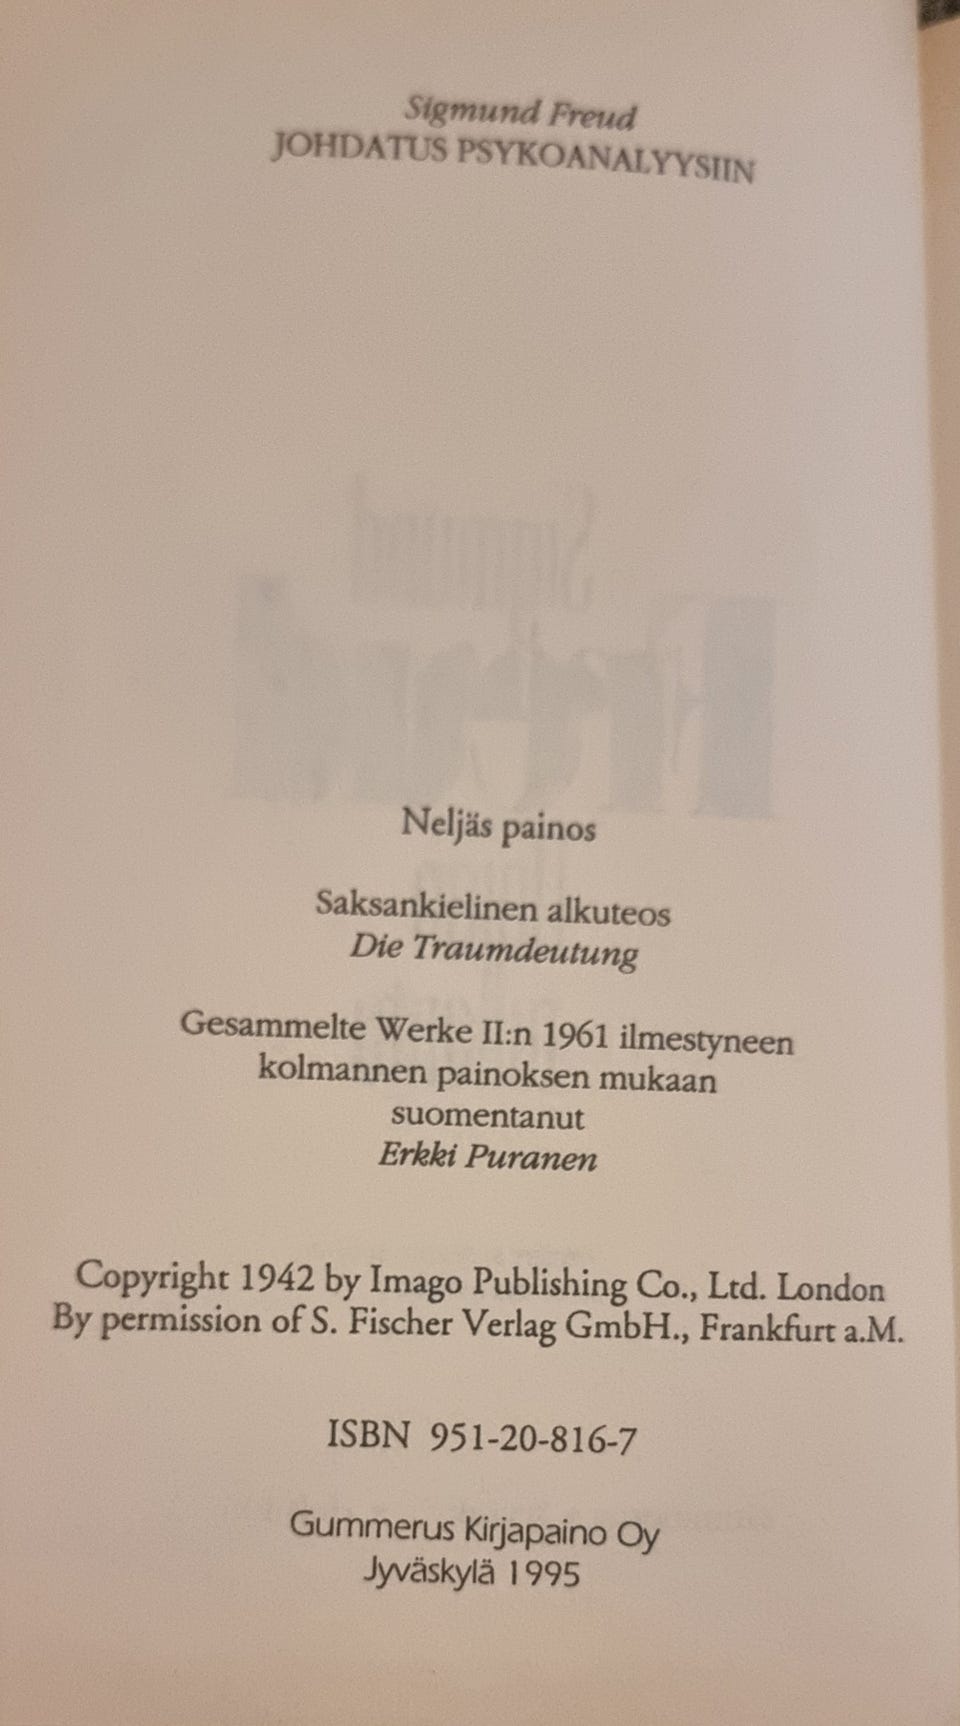 Sigmund Freud
JOHDATUS PSYKOANALYYSIIN
Neljäs painos
Saksankielinen alkuteos
Die Traumdeutung
Gesammelte Werke II:n 1961 ilmestyneen
kolmannen painoksen mukaan
suomentanut
Erkki Puranen
Copyright 1942 by Imago Publishing Co., Ltd. London
By permission of S. Fischer Verlag GmbH., Frankfurt a.M.
ISBN 951-20-816-7
Gummerus Kirjapaino Oy
Jyväskylä 1995